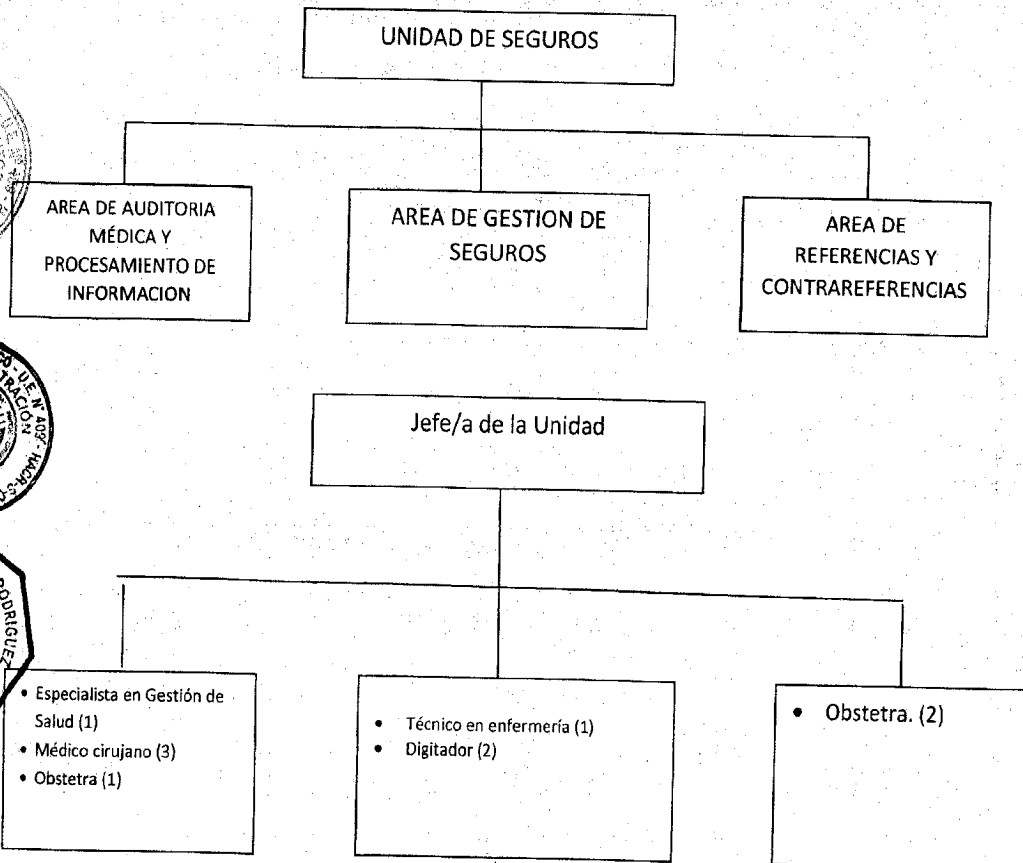 UNIDAD DE SEGUROS
AREA DE AUDITORIA
MÉDICA Y
PROCESAMIENTO DE
INFORMACION
AREA DE GESTION DE
SEGUROS
AREA DE
REFERENCIAS Y
CONTRAREFERENCIAS
Jefe/a de la Unidad
• Especialista en Gestión de
Salud (1)
• Médico cirujano (3)
• Obstetra (1)
• Técnico en enfermería (1)
• Digitador (2)
• Obstetra. (2)
U.E. N° 409 - HACR-S-C
RODRIGUEZ